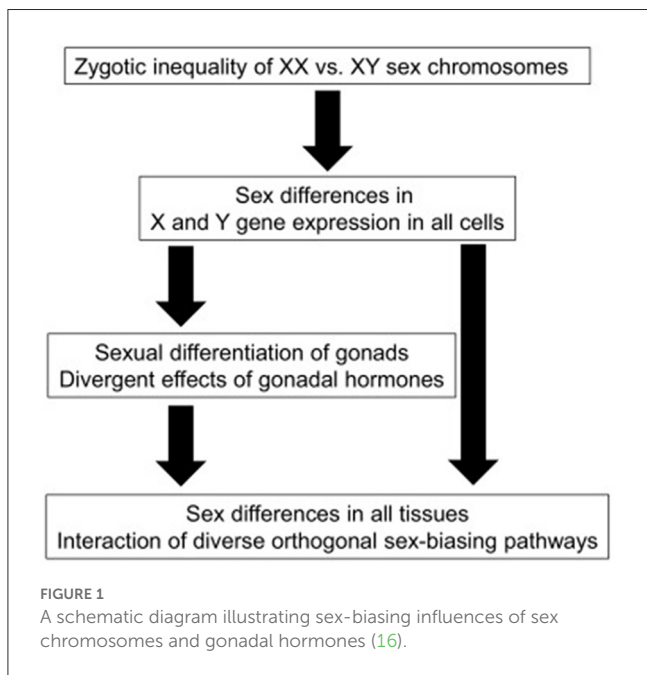 Zygotic inequality of XX vs. XY sex chromosomes
Sex differences in
X and Y gene expression in all cells
Sexual differentiation of gonads
Divergent effects of gonadal hormones
Sex differences in all tissues
Interaction of diverse orthogonal sex-biasing pathways
FIGURE 1
A schematic diagram illustrating sex-biasing influences of sex
chromosomes and gonadal hormones (16).